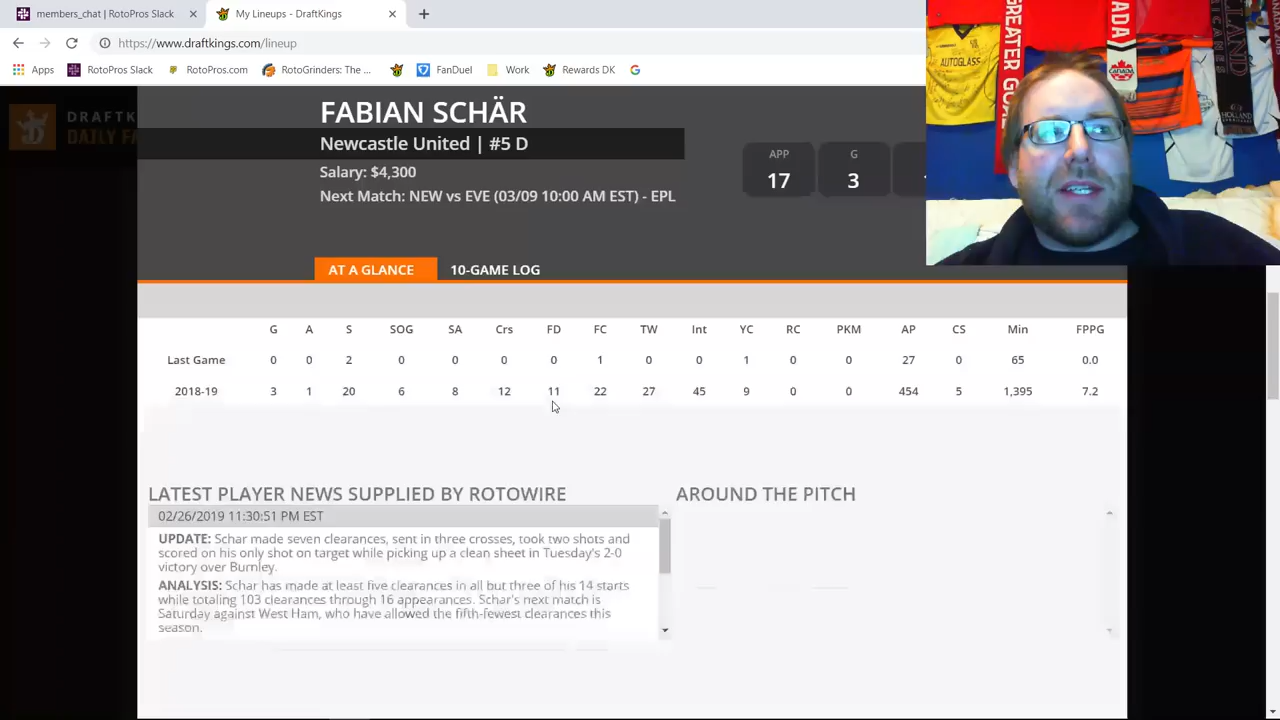 members_chat | RotoPros Slack
My Lineups - DraftKings
https://www.draftkings.com/lineup
Apps
RotoPros Slack
RotoPros.com
RotoGrinders: The ...
FanDuel
Work
Rewards DK
DRAFTK
DAILY FA
FABIAN SCHÄR
Newcastle United | #5 D
Salary: $4,300
Next Match: NEW vs EVE (03/09 10:00 AM EST) - EPL
APP G
17 3
AT A GLANCE 10-GAME LOG
G A S SOG SA Crs FD FC TW Int YC RC PKM AP CS Min FPPG
Last Game 0 0 2 0 0 0 0 1 0 0 1 0 0 27 0 65 0.0
2018-19 3 1 20 6 8 12 11 22 27 45 9 0 0 454 5 1,395 7.2
LATEST PLAYER NEWS SUPPLIED BY ROTOWIRE
02/26/2019 11:30:51 PM EST
UPDATE: Schar made seven clearances, sent in three crosses, took two shots and
scored on his only shot on target while picking up a clean sheet in Tuesday's 2-0
victory over Burnley.
ANALYSIS: Schar has made at least five clearances in all but three of his 14 starts
while totaling 103 clearances through 16 appearances. Schar's next match is
Saturday against West Ham, who have allowed the fifth-fewest clearances this
season.
AROUND THE PITCH
GREATER GOA
CANADA
AUTOGLASS